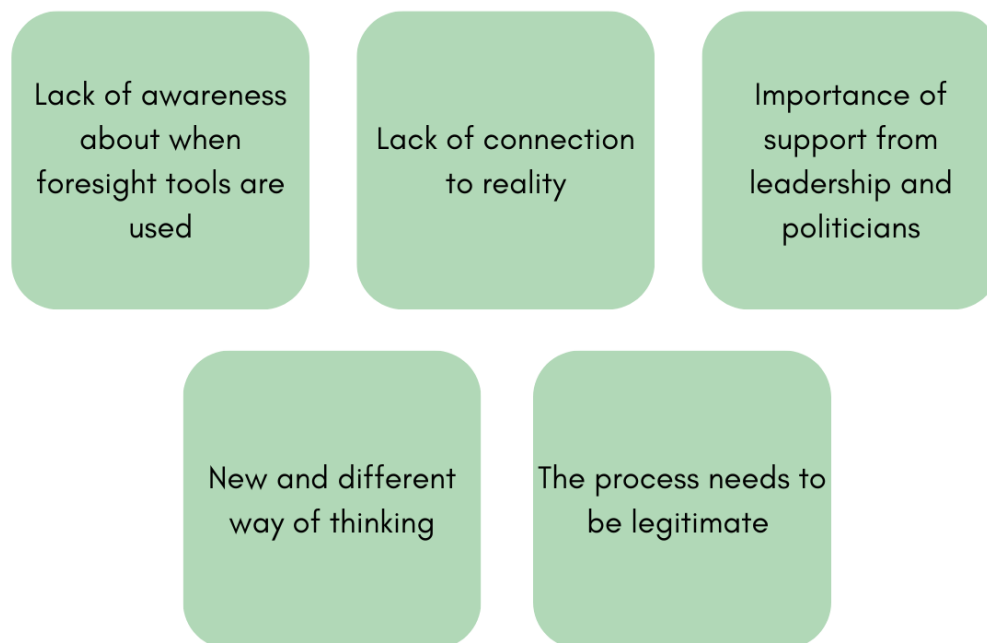 Lack of awareness
about when
foresight tools are
used
Lack of connection
to reality
Importance of
support from
leadership and
politicians
New and different
way of thinking
The process needs to
be legitimate